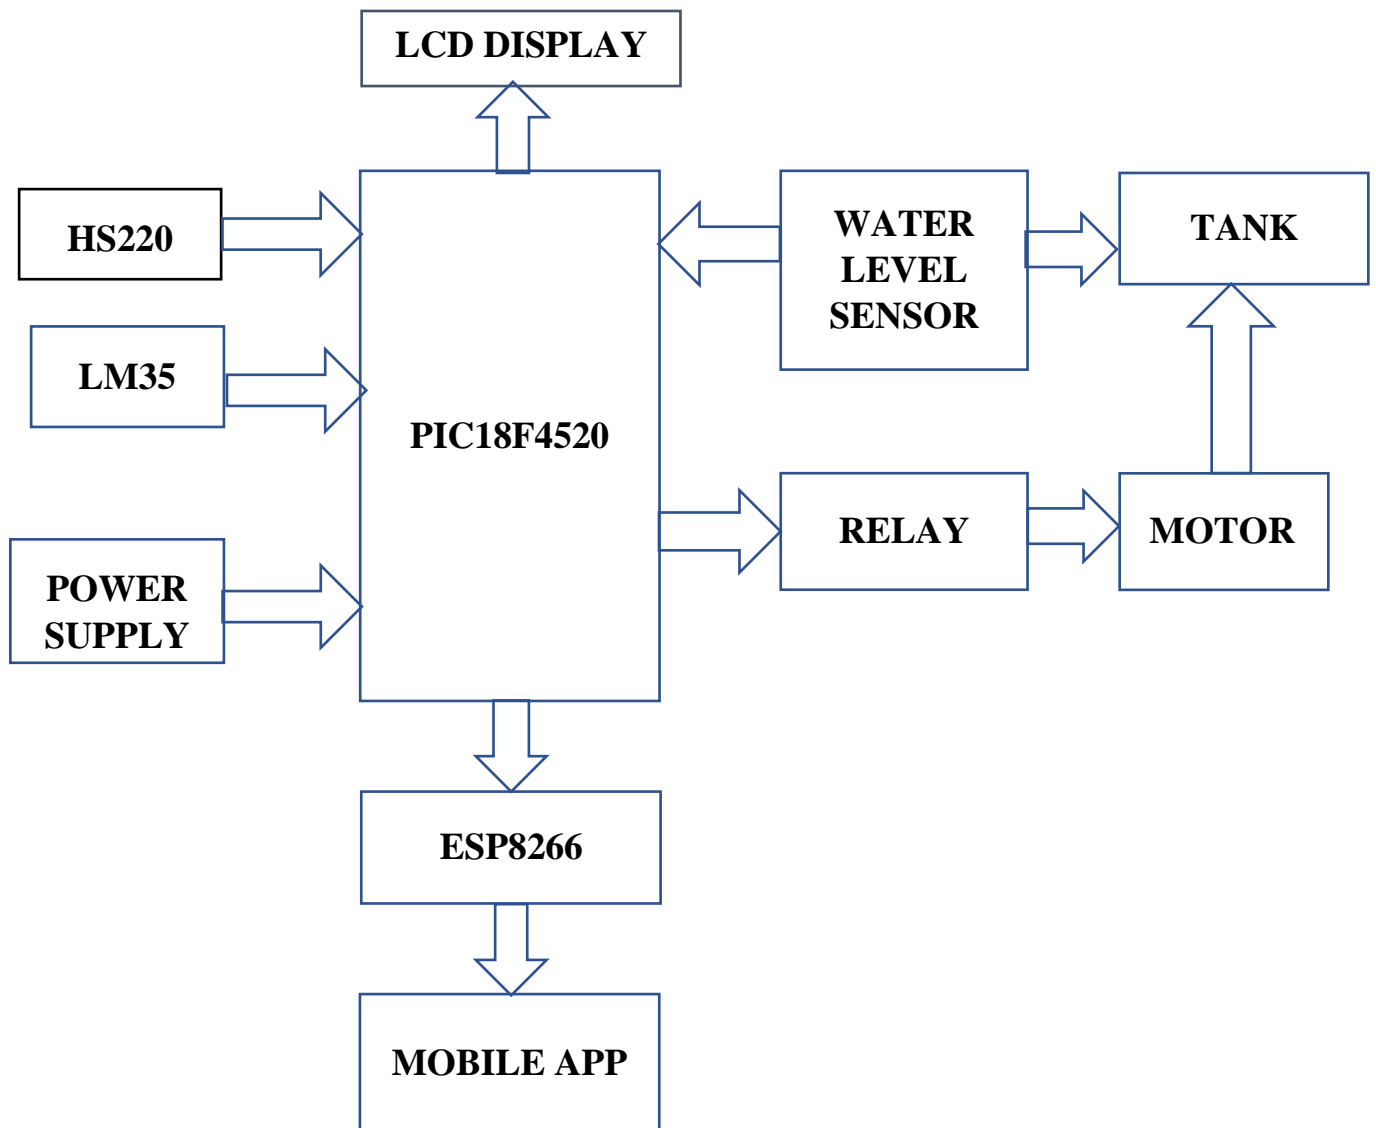 LCD DISPLAY
HS220
WATER
LEVEL
SENSOR
TANK
LM35
PIC18F4520
RELAY
MOTOR
POWER
SUPPLY
ESP8266
MOBILE APP